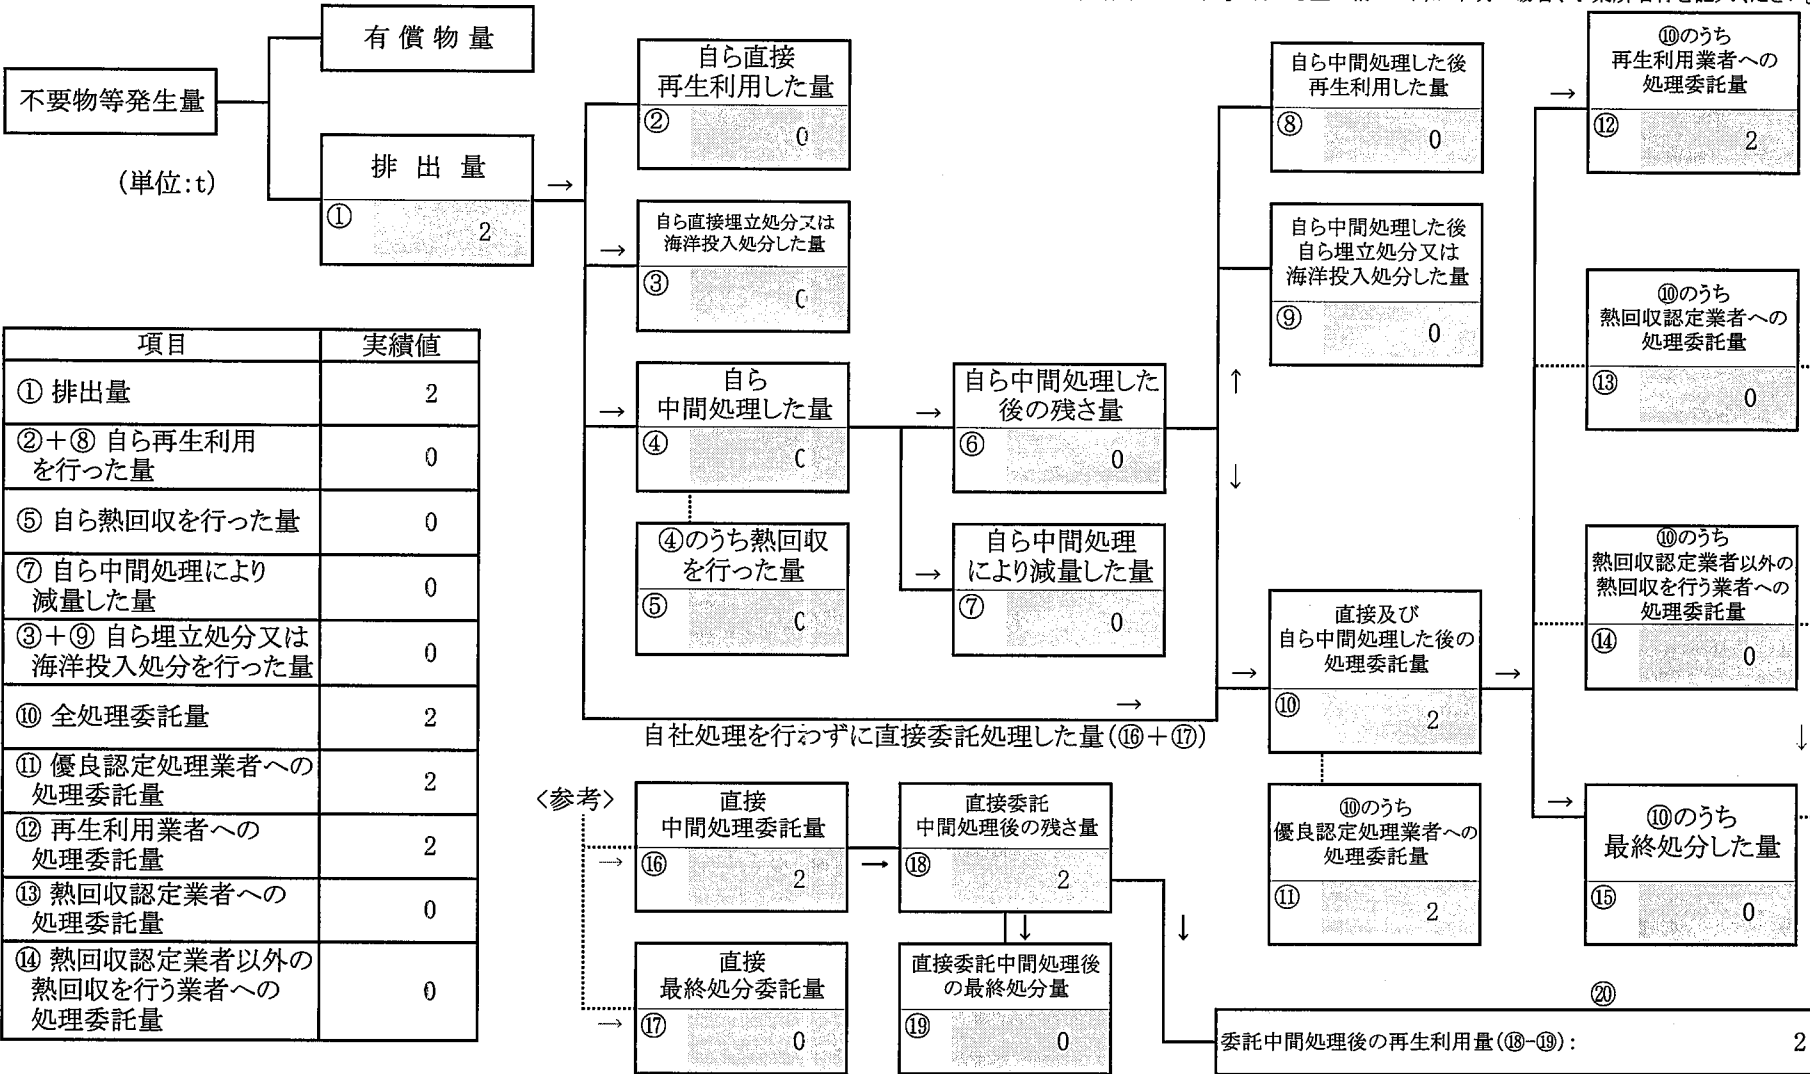 不要物等発生量
(単位:t)
有 償 物 量
排 出 量
①
2
→
自ら直接
再生利用した量
②
0
→
自ら直接埋立処分又は
海洋投入処分した量
③
0
→
自ら
中間処理した量
④
0
④のうち熱回収
を行った量
⑤
0
→
自ら中間処理した
後の残さ量
⑥
0
→
自ら中間処理
により減量した量
⑦
0
→
自社処理を行わずに直接委託処理した量(⑯+⑰)
↑
↓
自ら中間処理した後
再生利用した量
⑧
0
自ら中間処理した後
自ら埋立処分又は
海洋投入処分した量
⑨
0
→
直接及び
自ら中間処理した後の
処理委託量
⑩
2
→
⑩のうち
優良認定処理業者への
処理委託量
⑪
2
→
⑩のうち
再生利用業者への
処理委託量
⑫
2
⑩のうち
熱回収認定業者への
処理委託量
⑬
0
⑩のうち
熱回収認定業者以外の
熱回収を行う業者への
処理委託量
⑭
0
↓
→
⑩のうち
最終処分した量
⑮
0
項目 実績値
① 排出量 2
②+⑧ 自ら再生利用
を行った量 0
⑤ 自ら熱回収を行った量 0
⑦ 自ら中間処理により
減量した量 0
③+⑨ 自ら埋立処分又は
海洋投入処分を行った量 0
⑩ 全処理委託量 2
⑪ 優良認定処理業者への
処理委託量 2
⑫ 再生利用業者への
処理委託量 2
⑬ 熱回収認定業者への
処理委託量 0
⑭ 熱回収認定業者以外の
熱回収を行う業者への
処理委託量 0
〈参考〉
→
直接
中間処理委託量
⑯
2
→
直接委託
中間処理後の残さ量
⑱
2
↓
↓
→
直接
最終処分委託量
⑰
0
直接委託中間処理後
の最終処分量
⑲
0
⑳
委託中間処理後の再生利用量(⑱-⑲): 2